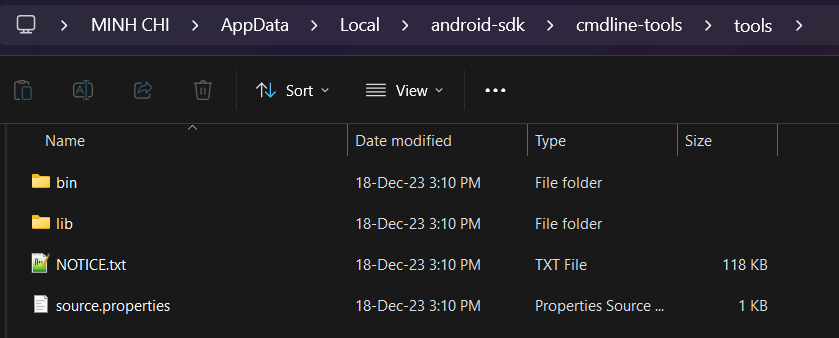 MINH CHI > AppData > Local > android-sdk > cmdline-tools > tools >
Sort View
Name Date modified Type Size
bin 18-Dec-23 3:10 PM File folder
lib 18-Dec-23 3:10 PM File folder
NOTICE.txt 18-Dec-23 3:10 PM TXT File 118 KB
source.properties 18-Dec-23 3:10 PM Properties Source ... 1 KB